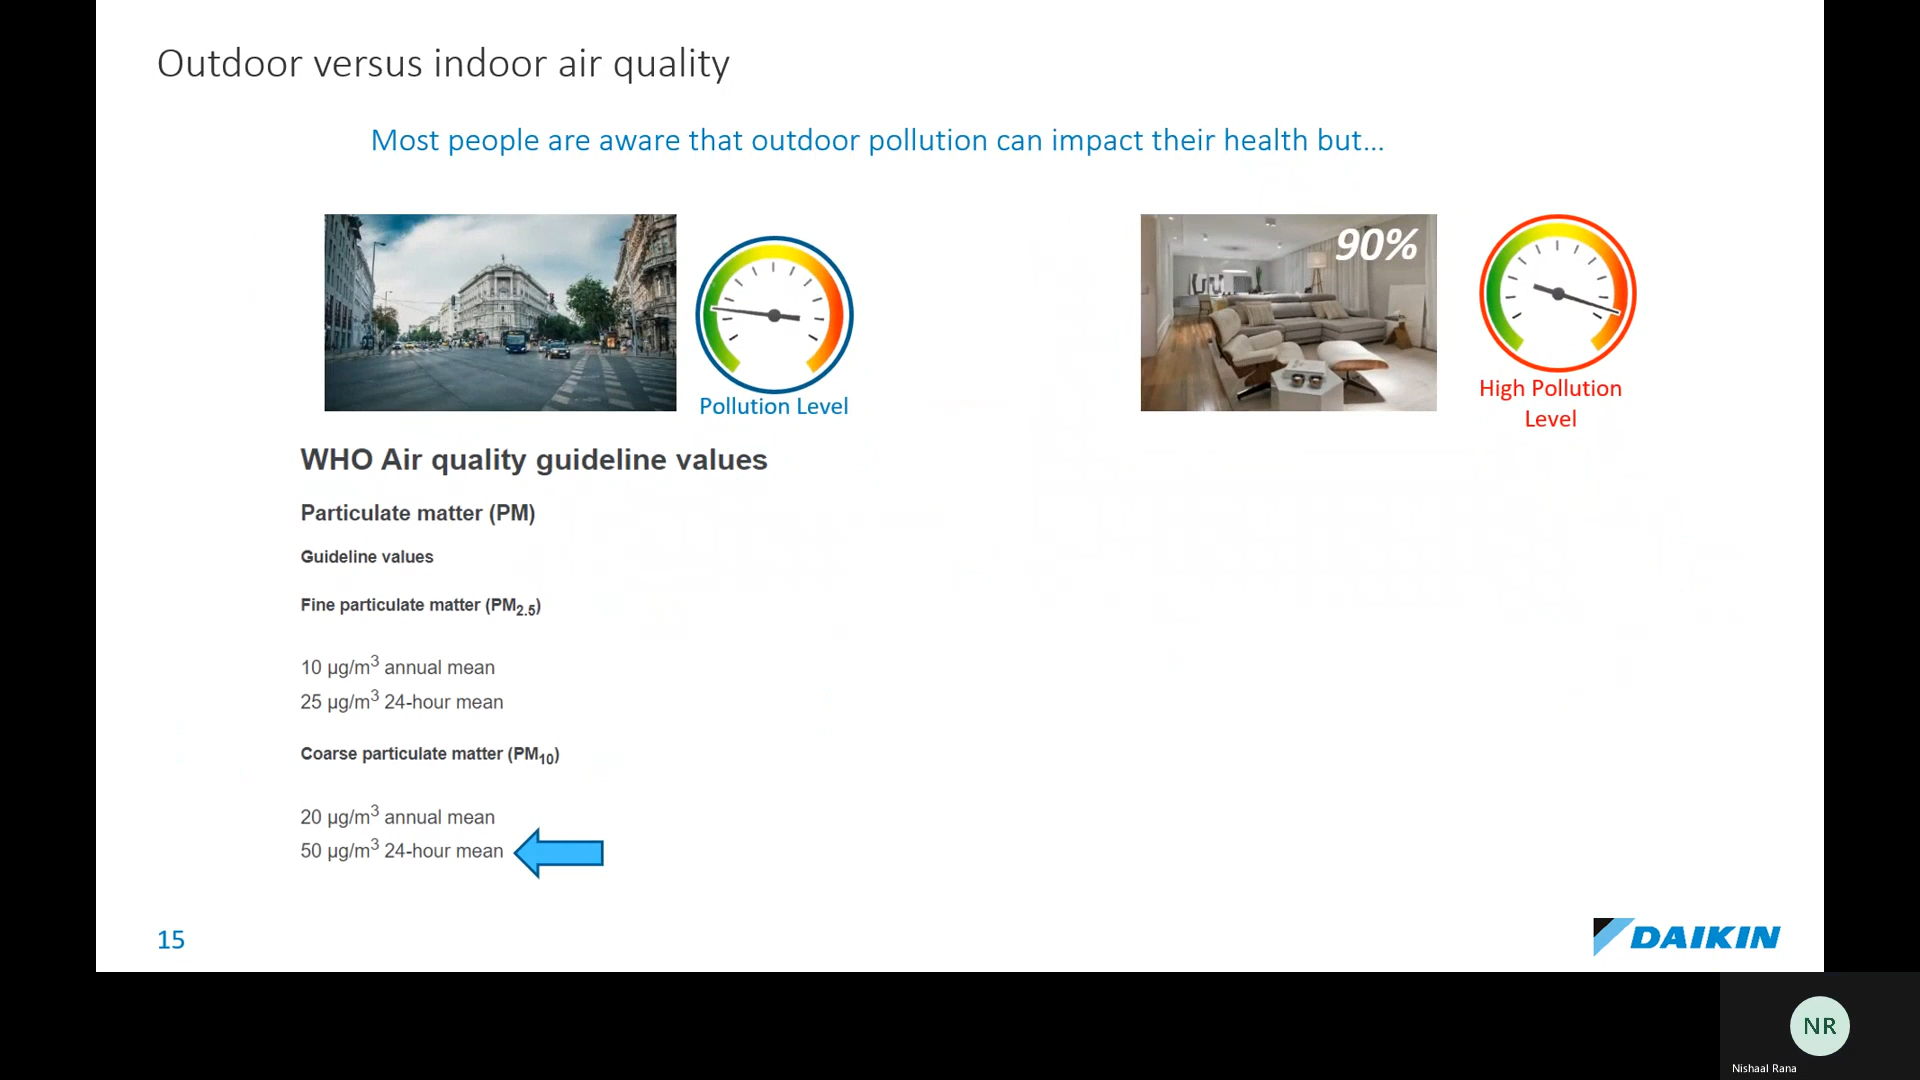 Outdoor versus indoor air quality
Most people are aware that outdoor pollution can impact their health but...
90%
Pollution Level
High Pollution
Level
WHO Air quality guideline values
Particulate matter (PM)
Guideline values
Fine particulate matter (PM2.5)
10 µg/m3 annual mean
25 µg/m3 24-hour mean
Coarse particulate matter (PM10)
20 µg/m3 annual mean
50 µg/m3 24-hour mean
15
DAIKIN
NR
Nishaal Rana